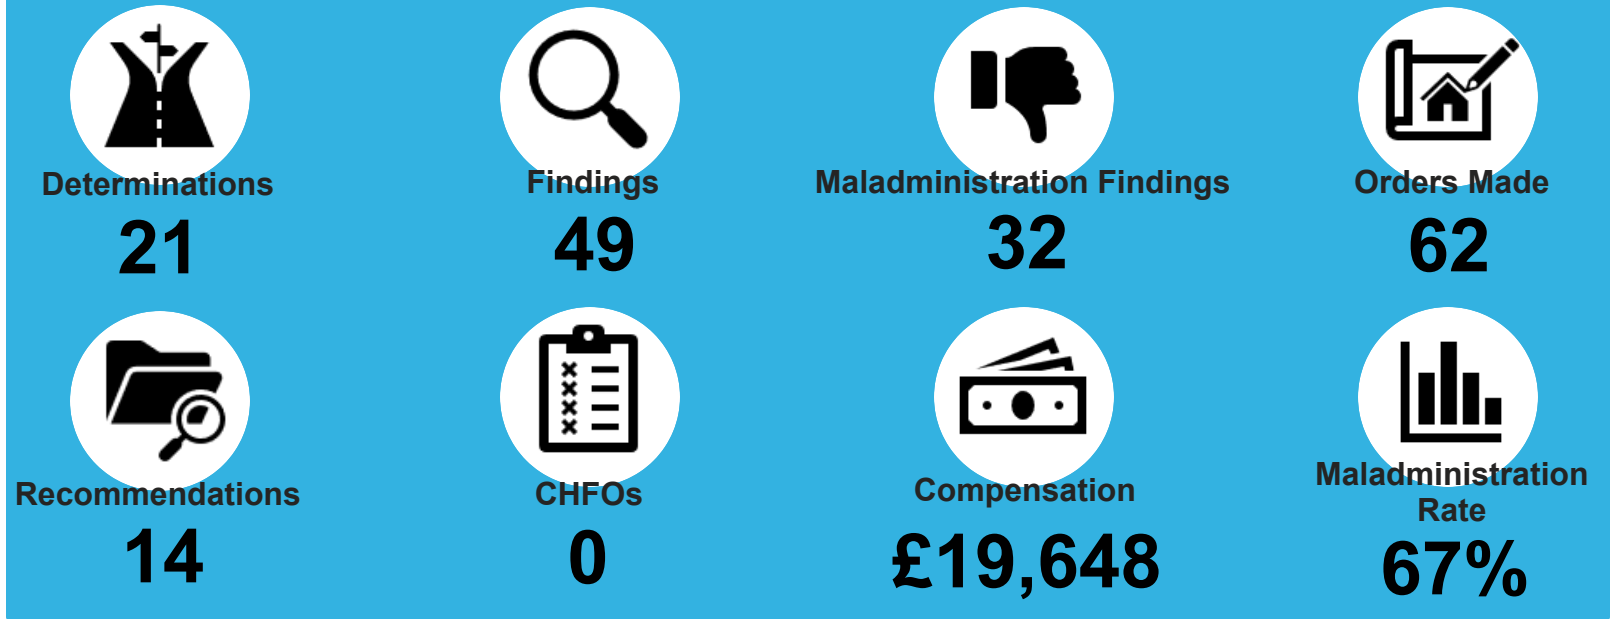 Determinations
21
Findings
49
Maladministration Findings
32
Orders Made
62
Recommendations
14
CHFOs
0
Compensation
£19,648
Maladministration
Rate
67%